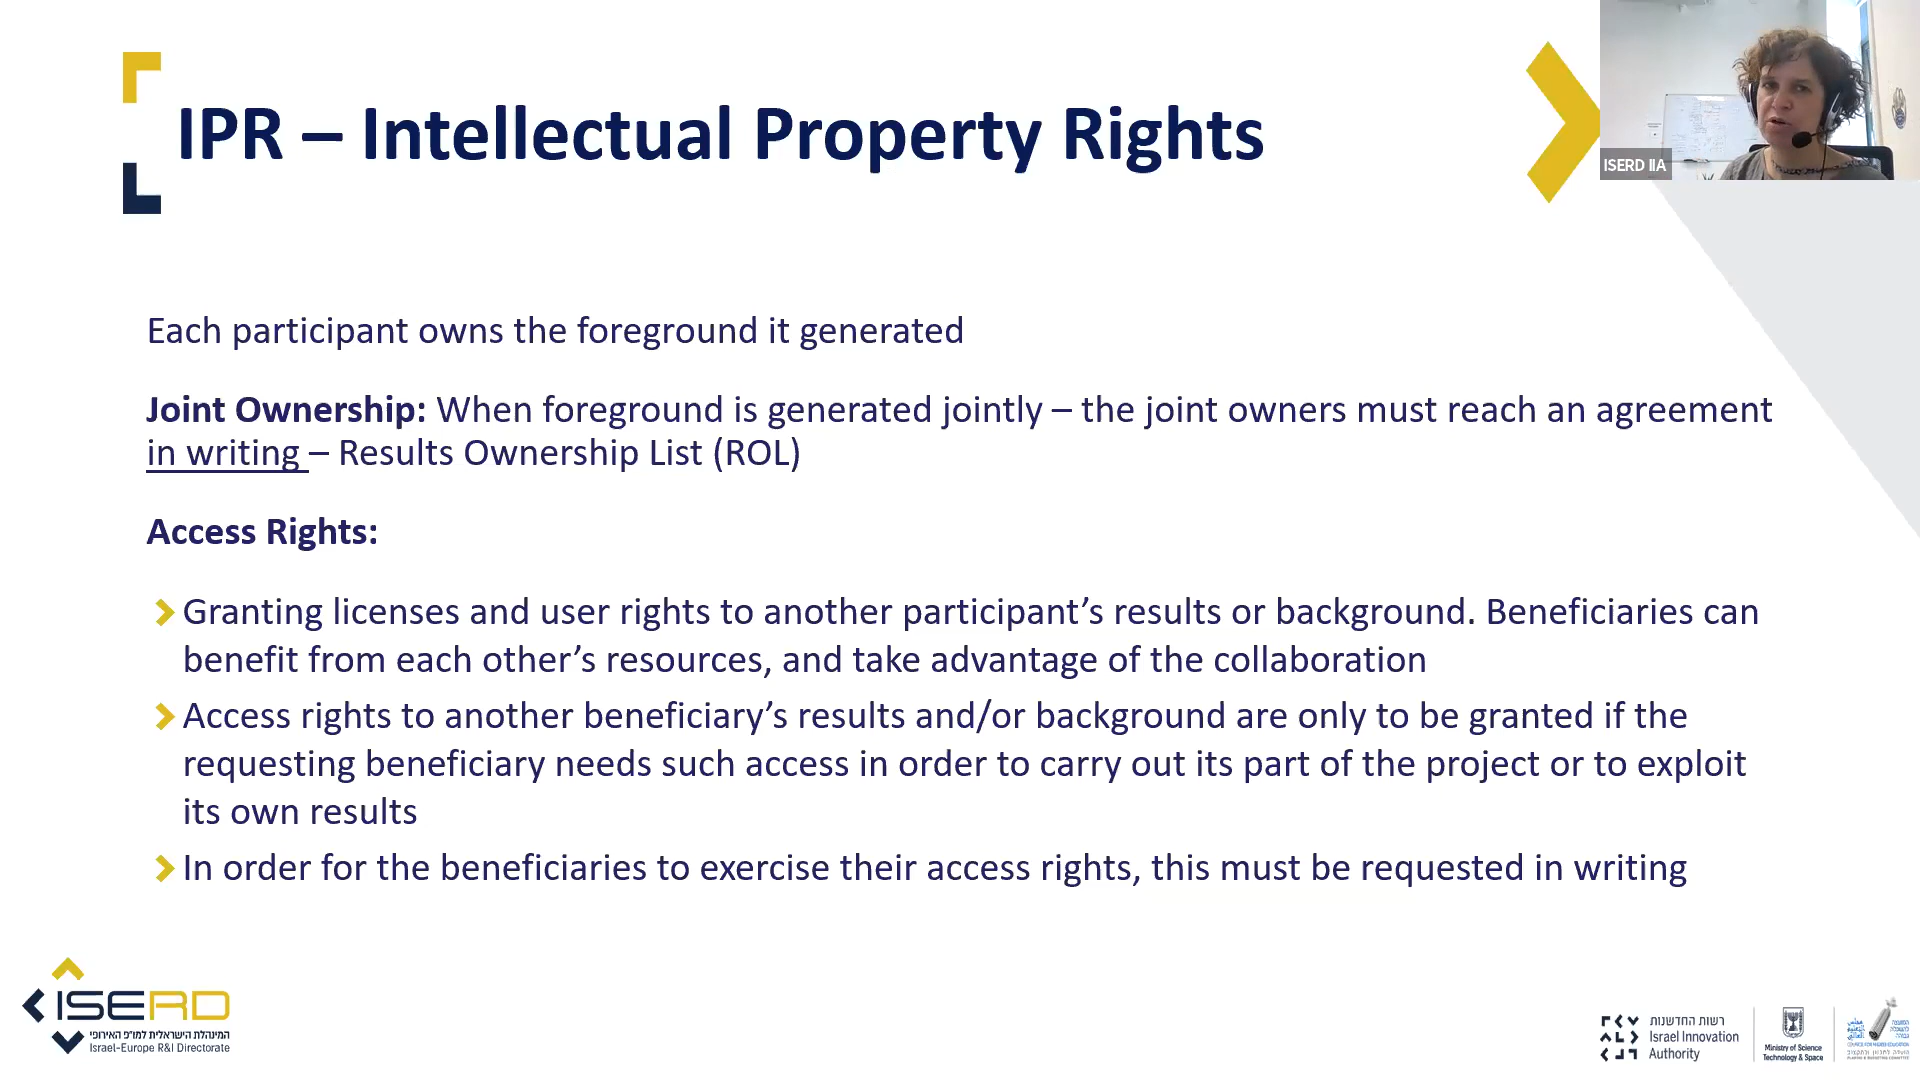 IPR – Intellectual Property Rights
ISERD IIA
Each participant owns the foreground it generated
Joint Ownership: When foreground is generated jointly – the joint owners must reach an agreement
in writing – Results Ownership List (ROL)
Access Rights:
Granting licenses and user rights to another participant’s results or background. Beneficiaries can
benefit from each other’s resources, and take advantage of the collaboration
Access rights to another beneficiary’s results and/or background are only to be granted if the
requesting beneficiary needs such access in order to carry out its part of the project or to exploit
its own results
In order for the beneficiaries to exercise their access rights, this must be requested in writing
ISERD
המינהלת הישראלית למו"פ האירופי
Israel-Europe R&I Directorate
רשות החדשנות
Israel Innovation
Authority
Ministry of Science
Technology & Space